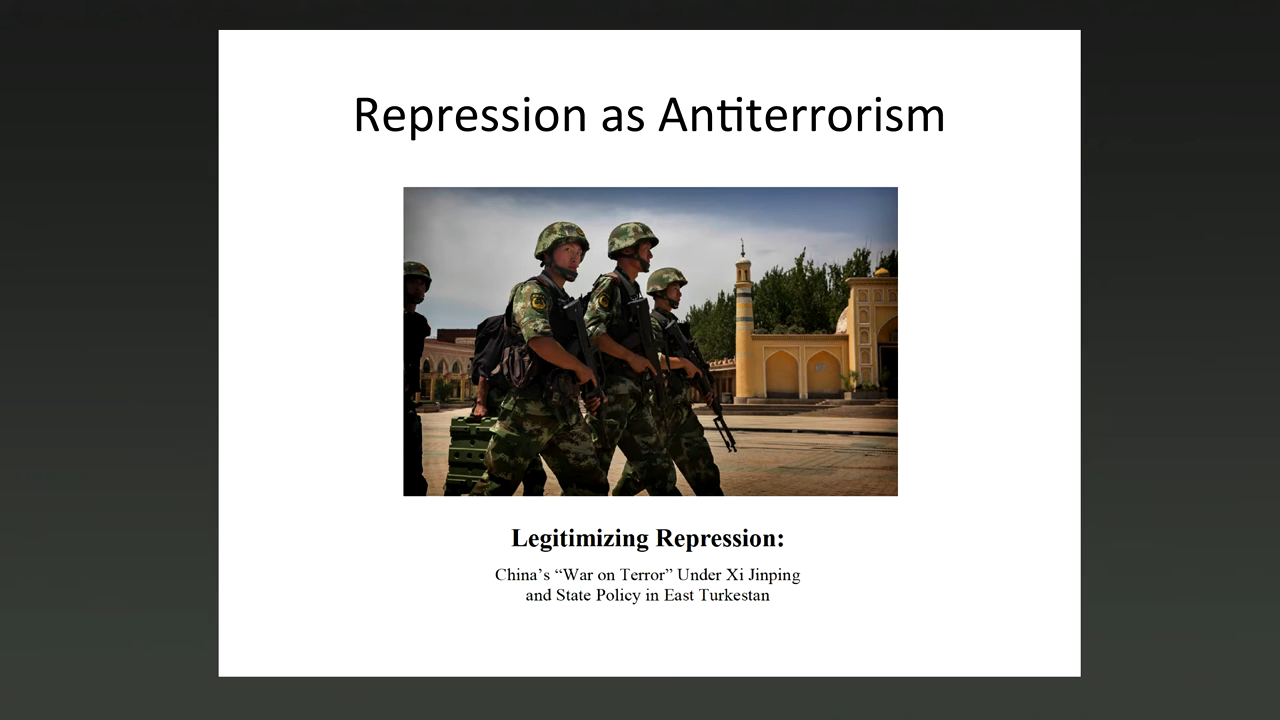 Repression as Antiterrorism
Legitimizing Repression:
China’s “War on Terror” Under Xi Jinping
and State Policy in East Turkestan